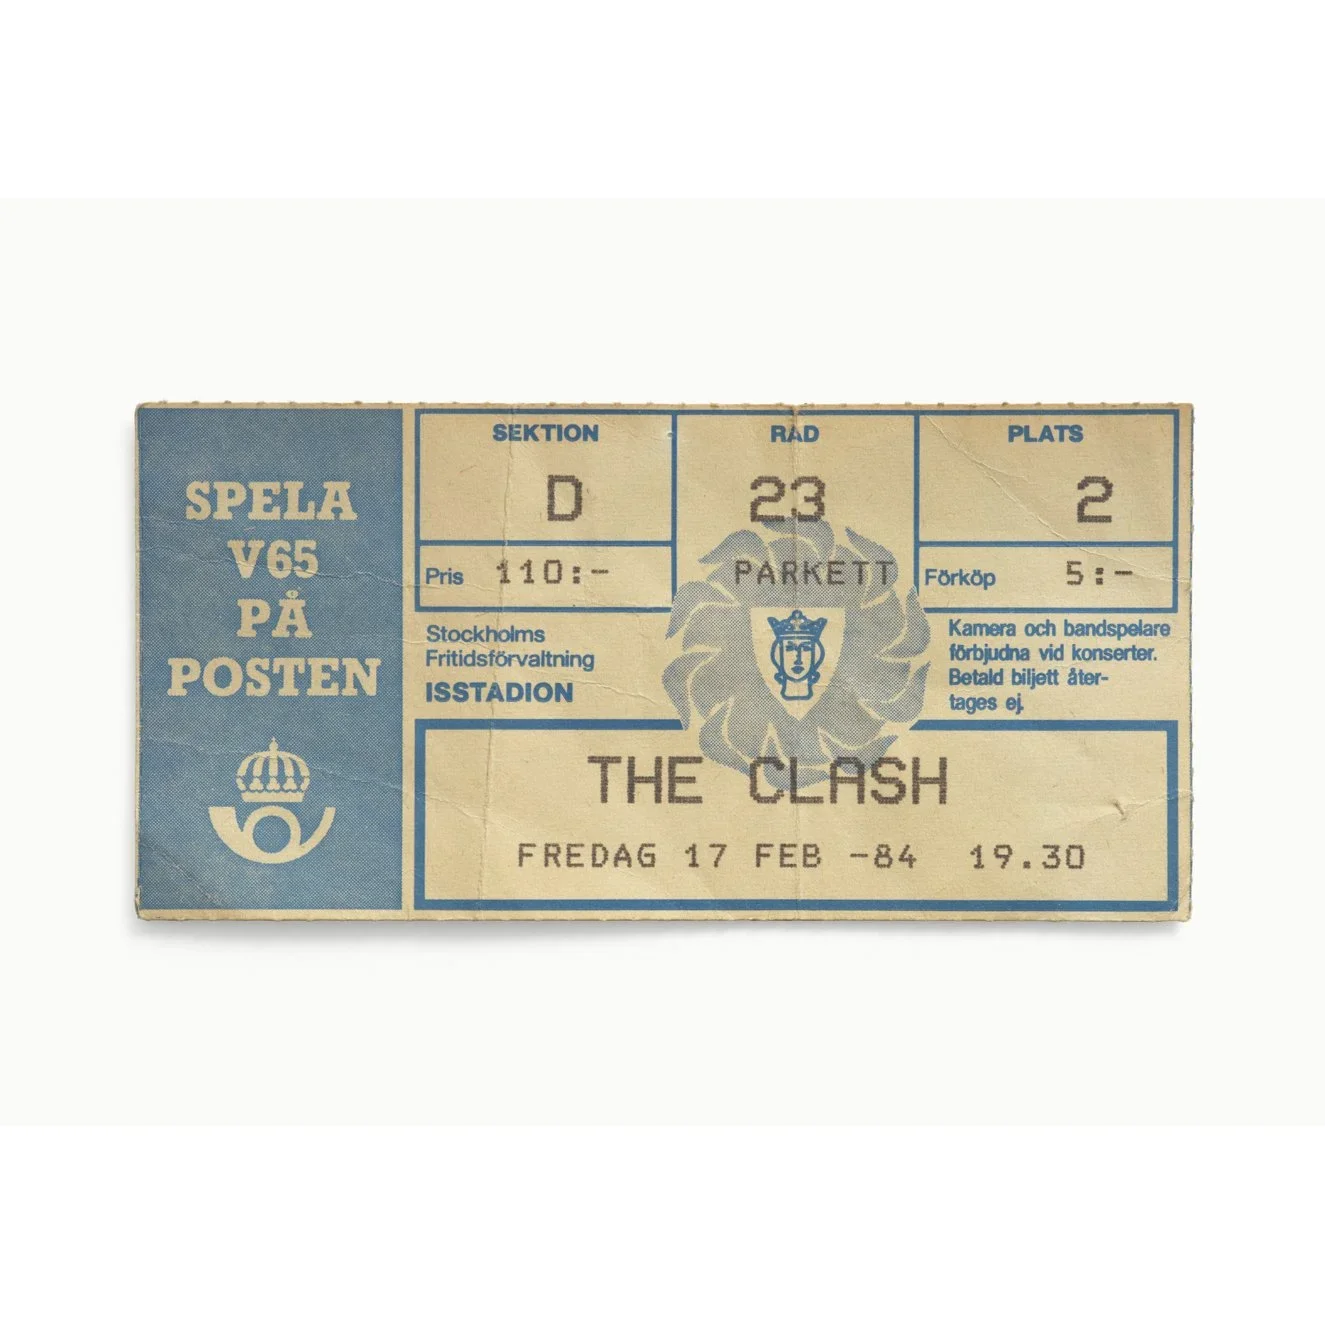 SPELA
V65
PÅ
POSTEN
SEKTION
D
RAD
23
PLATS
2
Pris 110:-
PARKETT
Förköp 5:-
Stockholms
Fritidsförvaltning
ISSTADION
Kamera och bandspelare
förbjudna vid konserter.
Betald biljett åter-
tages ej.
THE CLASH
FREDAG 17 FEB -84 19.30